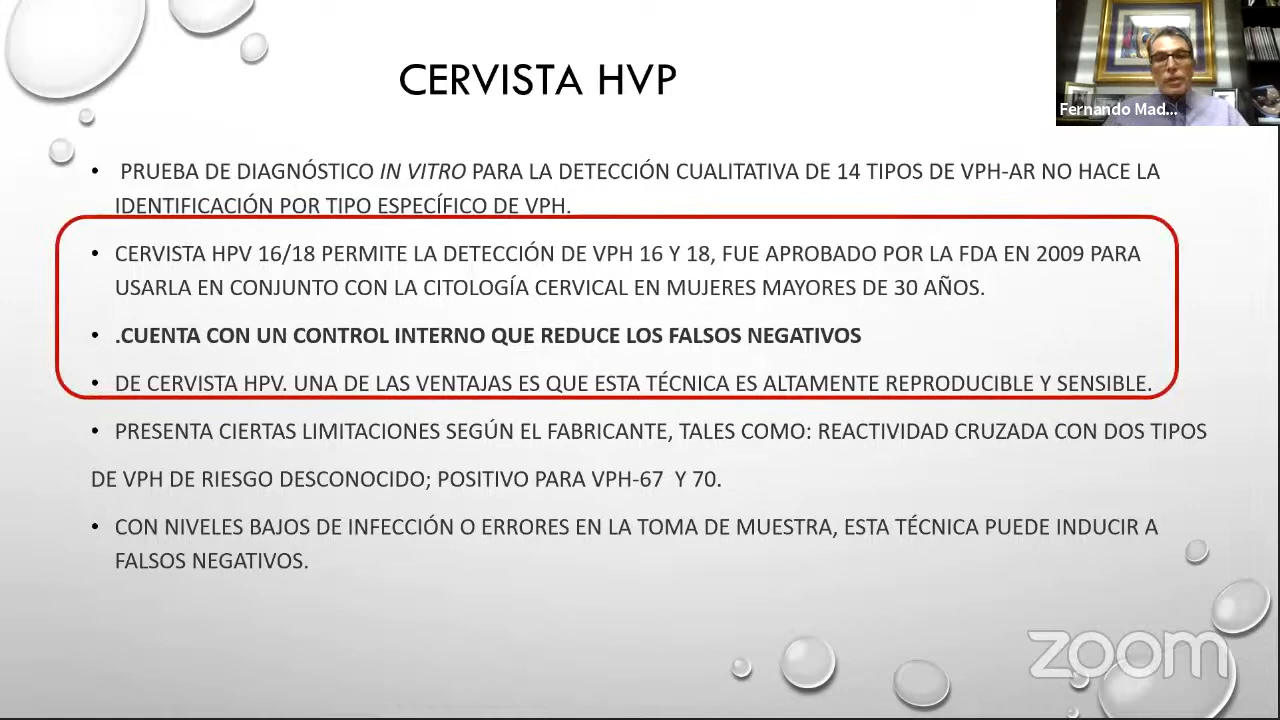 CERVISTA HVP
Fernando Mad...
• PRUEBA DE DIAGNÓSTICO IN VITRO PARA LA DETECCIÓN CUALITATIVA DE 14 TIPOS DE VPH-AR NO HACE LA
IDENTIFICACIÓN POR TIPO ESPECÍFICO DE VPH.
• CERVISTA HPV 16/18 PERMITE LA DETECCIÓN DE VPH 16 Y 18, FUE APROBADO POR LA FDA EN 2009 PARA
USARLA EN CONJUNTO CON LA CITOLOGÍA CERVICAL EN MUJERES MAYORES DE 30 AÑOS.
• .CUENTA CON UN CONTROL INTERNO QUE REDUCE LOS FALSOS NEGATIVOS
• DE CERVISTA HPV. UNA DE LAS VENTAJAS ES QUE ESTA TÉCNICA ES ALTAMENTE REPRODUCIBLE Y SENSIBLE.
• PRESENTA CIERTAS LIMITACIONES SEGÚN EL FABRICANTE, TALES COMO: REACTIVIDAD CRUZADA CON DOS TIPOS
DE VPH DE RIESGO DESCONOCIDO; POSITIVO PARA VPH-67 Y 70.
• CON NIVELES BAJOS DE INFECCIÓN O ERRORES EN LA TOMA DE MUESTRA, ESTA TÉCNICA PUEDE INDUCIR A
FALSOS NEGATIVOS.
zoom